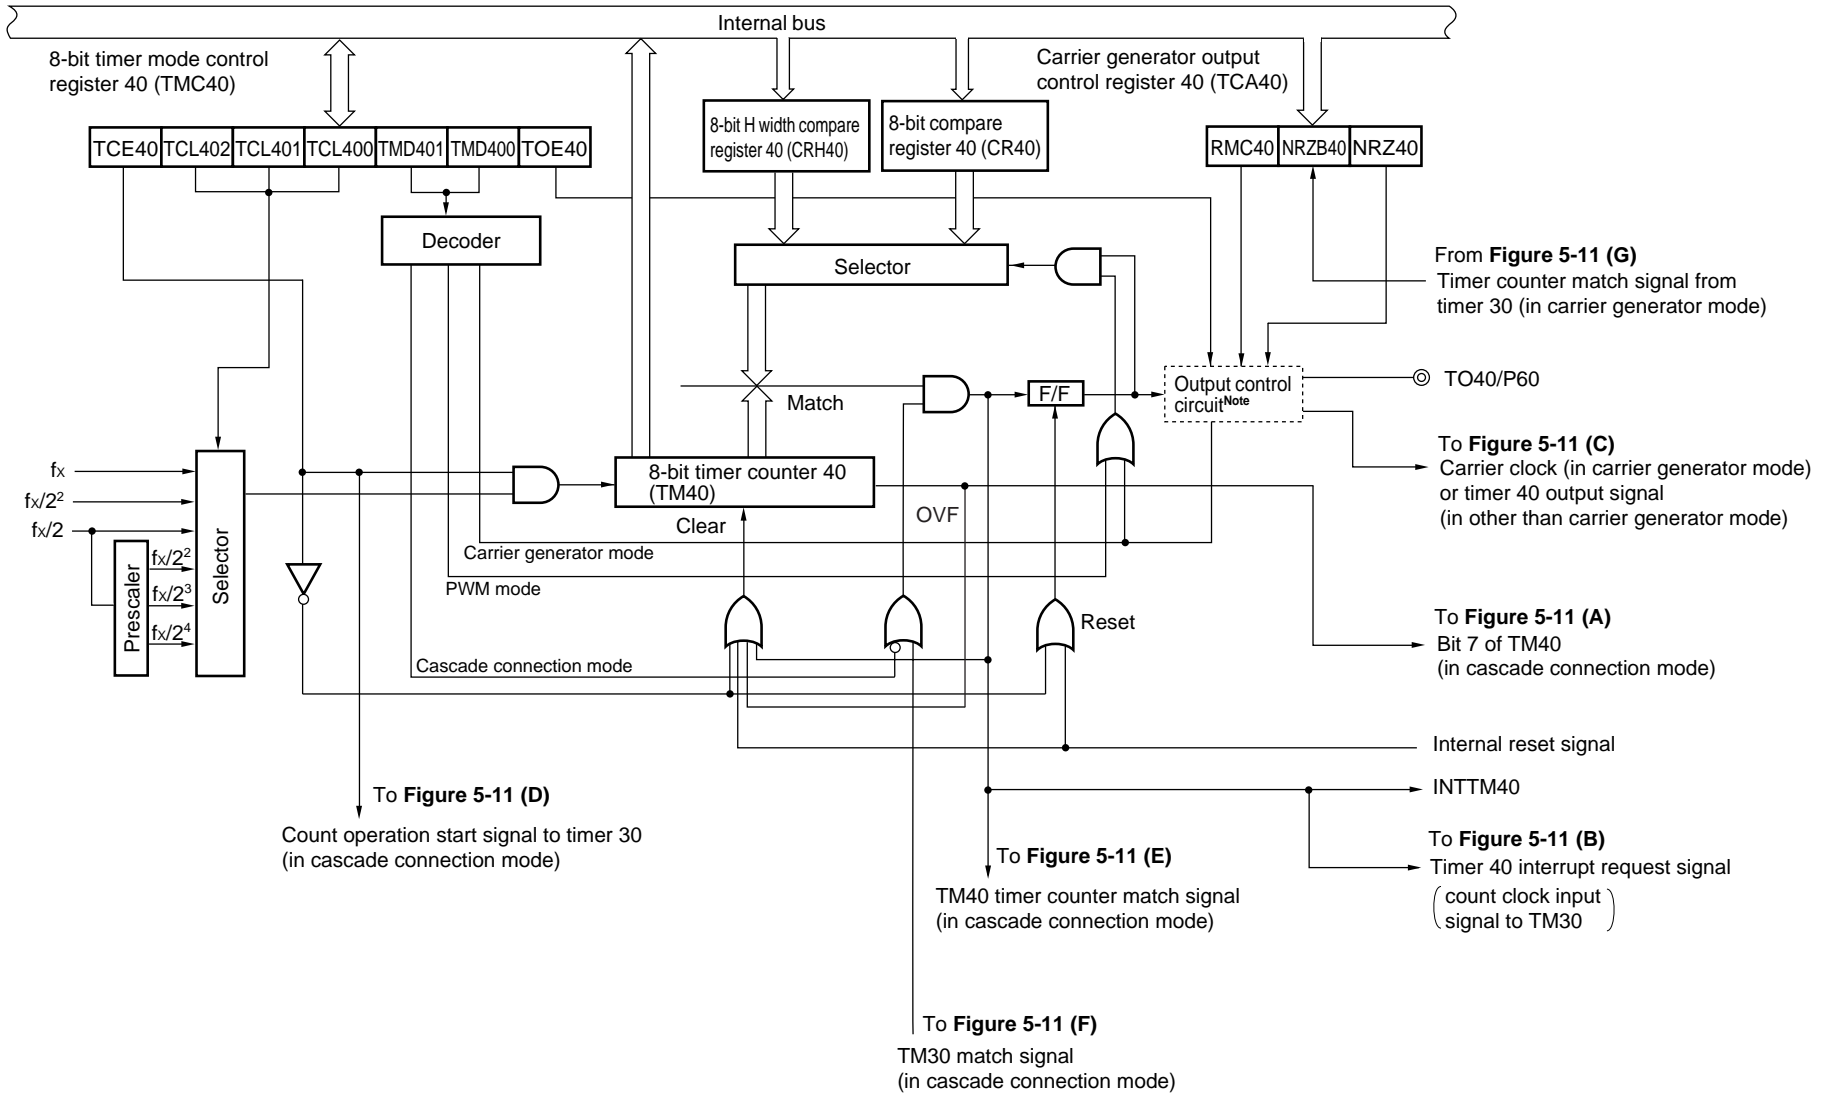 Internal bus
8-bit timer mode control
register 40 (TMC40)
Carrier generator output
control register 40 (TCA40)
TCE40 TCL402 TCL401 TCL400 TMD401 TMD400 TOE40
8-bit H width compare
register 40 (CRH40)
8-bit compare
register 40 (CR40)
RMC40 NRZB40 NRZ40
Decoder
Selector
From Figure 5-11 (G)
Timer counter match signal from
timer 30 (in carrier generator mode)
Match
F/F
Output control
circuitNote
TO40/P60
To Figure 5-11 (C)
Carrier clock (in carrier generator mode)
or timer 40 output signal
(in other than carrier generator mode)
fX
fX/2²
fX/2
Prescaler
fX/2²
fX/2³
fX/2⁴
Selector
8-bit timer counter 40
(TM40)
Clear
OVF
Carrier generator mode
PWM mode
Reset
Cascade connection mode
To Figure 5-11 (A)
Bit 7 of TM40
(in cascade connection mode)
Internal reset signal
INTTM40
To Figure 5-11 (D)
Count operation start signal to timer 30
(in cascade connection mode)
To Figure 5-11 (E)
TM40 timer counter match signal
(in cascade connection mode)
To Figure 5-11 (B)
Timer 40 interrupt request signal
(count clock input
signal to TM30)
To Figure 5-11 (F)
TM30 match signal
(in cascade connection mode)